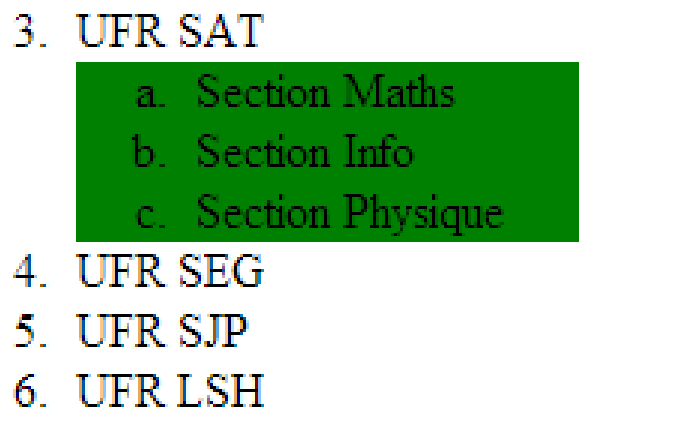 3. UFR SAT
a. Section Maths
b. Section Info
c. Section Physique
4. UFR SEG
5. UFR SJP
6. UFR LSH